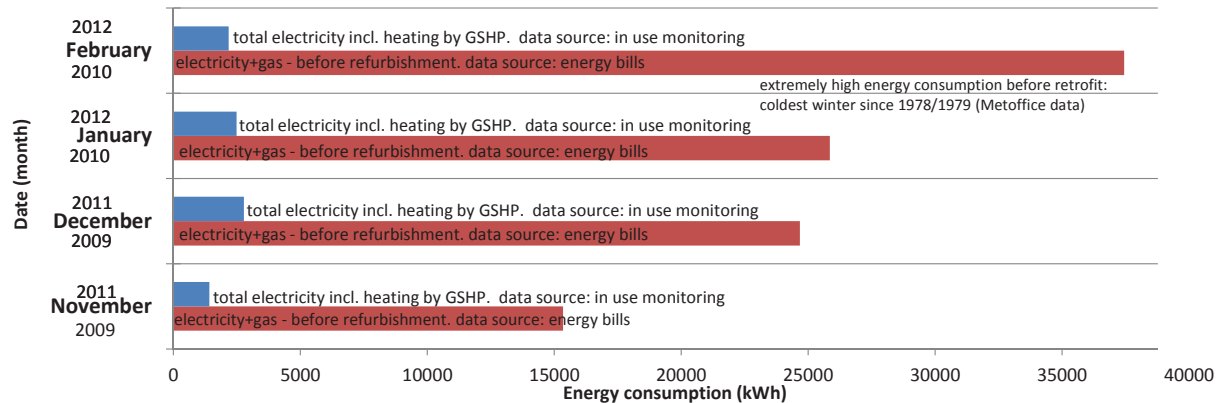 2012
February
2010
total electricity incl. heating by GSHP.  data source: in use monitoring
electricity+gas - before refurbishment. data source: energy bills
extremely high energy consumption before retrofit:
coldest winter since 1978/1979 (Metoffice data)
2012
January
2010
total electricity incl. heating by GSHP.  data source: in use monitoring
electricity+gas - before refurbishment. data source: energy bills
Date (month)
2011
December
2009
total electricity incl. heating by GSHP.  data source: in use monitoring
electricity+gas - before refurbishment. data source: energy bills
2011
November
2009
total electricity incl. heating by GSHP.  data source: in use monitoring
electricity+gas - before refurbishment. data source: energy bills
0 5000 10000 15000 20000 25000 30000 35000 40000
Energy consumption (kWh)